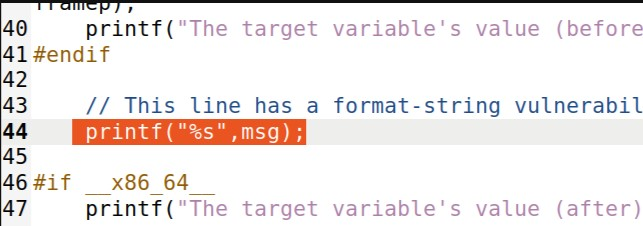 framep);
40 printf("The target variable's value (before
41 #endif
42
43 // This line has a format-string vulnerabil
44 printf("%s",msg);
45
46 #if __x86_64__
47 printf("The target variable's value (after)